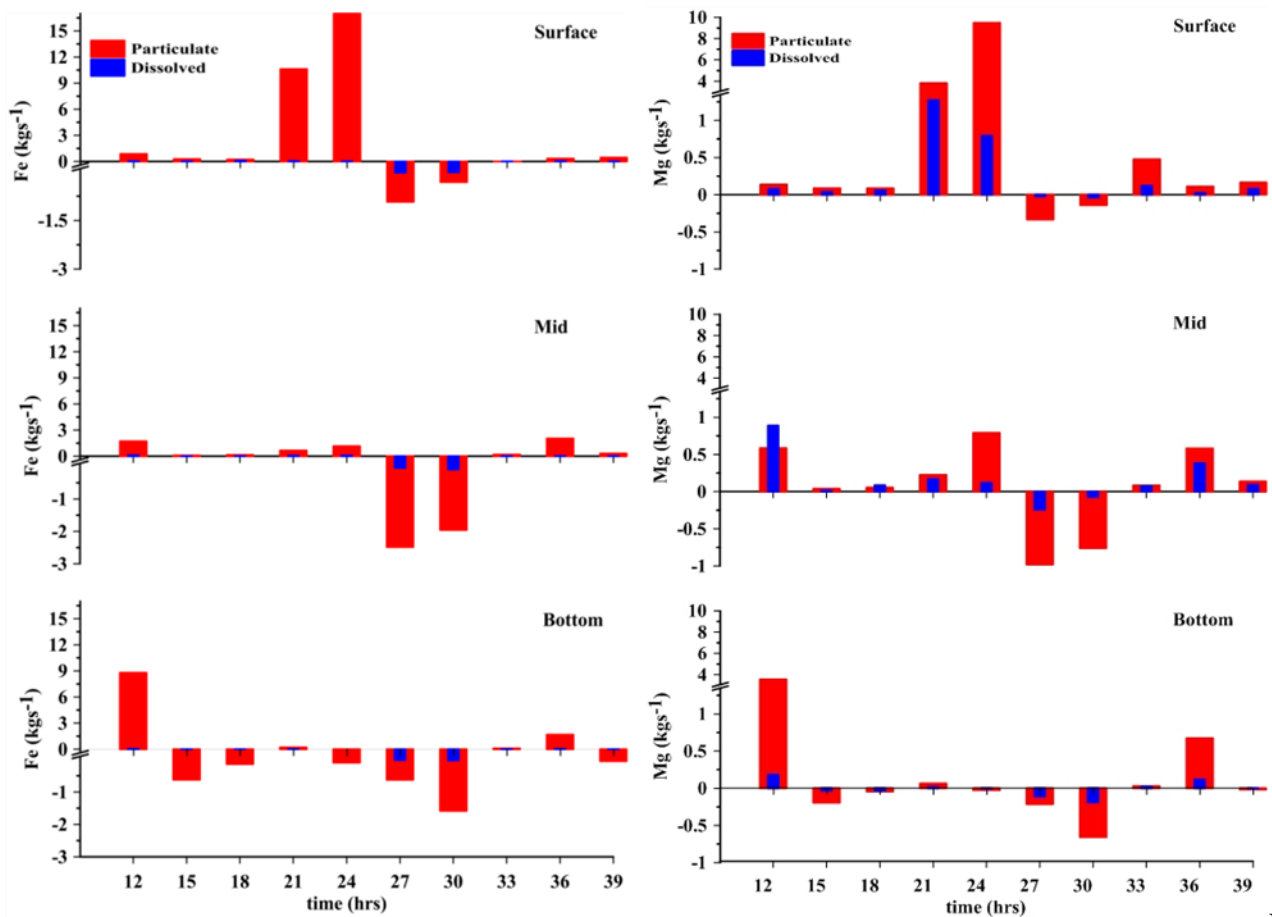 15
12
9
6
3
0
-1.5
-3
Fe (kgs-1)
Particulate
Dissolved
Surface
10
8
6
4
1
0.5
0
-0.5
-1
Mg (kgs-1)
Particulate
Dissolved
Surface
15
12
9
6
3
0
-1
-2
-3
Fe (kgs-1)
Mid
10
8
6
4
1
0.5
0
-0.5
-1
Mg (kgs-1)
Mid
15
12
9
6
3
0
-1
-2
-3
Fe (kgs-1)
Bottom
12 15 18 21 24 27 30 33 36 39
time (hrs)
10
8
6
4
1
0.5
0
-0.5
-1
Mg (kgs-1)
Bottom
12 15 18 21 24 27 30 33 36 39
time (hrs)